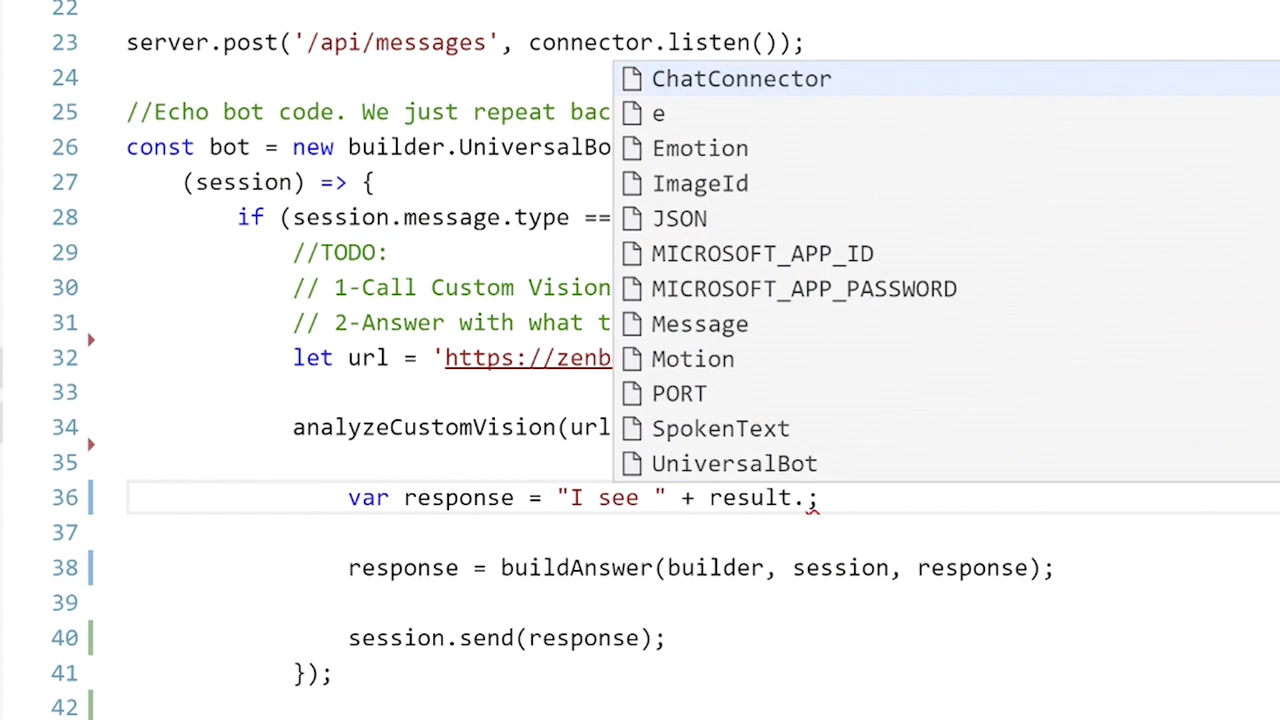 22
23 server.post('/api/messages', connector.listen());
24 ChatConnector
25 //Echo bot code. We just repeat bac e
26 const bot = new builder.UniversalBo Emotion
27 (session) => { ImageId
28 if (session.message.type == JSON
29 //TODO: MICROSOFT_APP_ID
30 // 1-Call Custom Vision MICROSOFT_APP_PASSWORD
31 // 2-Answer with what t Message
32 let url = 'https://zenb Motion
33 PORT
34 analyzeCustomVision(url SpokenText
35 UniversalBot
36 var response = "I see " + result.;
37
38 response = buildAnswer(builder, session, response);
39
40 session.send(response);
41 });
42